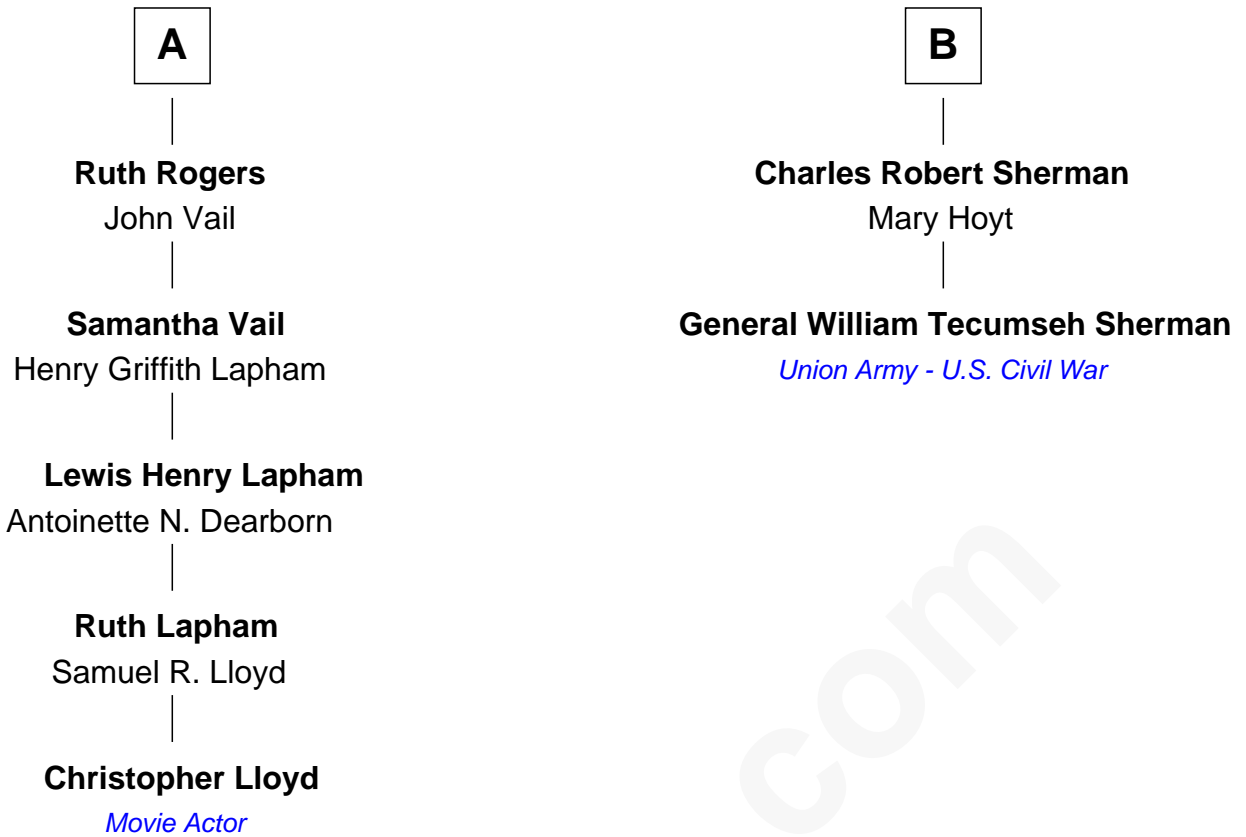 A
Ruth Rogers
John Vail
Samantha Vail
Henry Griffith Lapham
Lewis Henry Lapham
Antoinette N. Dearborn
Ruth Lapham
Samuel R. Lloyd
Christopher Lloyd
Movie Actor
B
Charles Robert Sherman
Mary Hoyt
General William Tecumseh Sherman
Union Army - U.S. Civil War
com